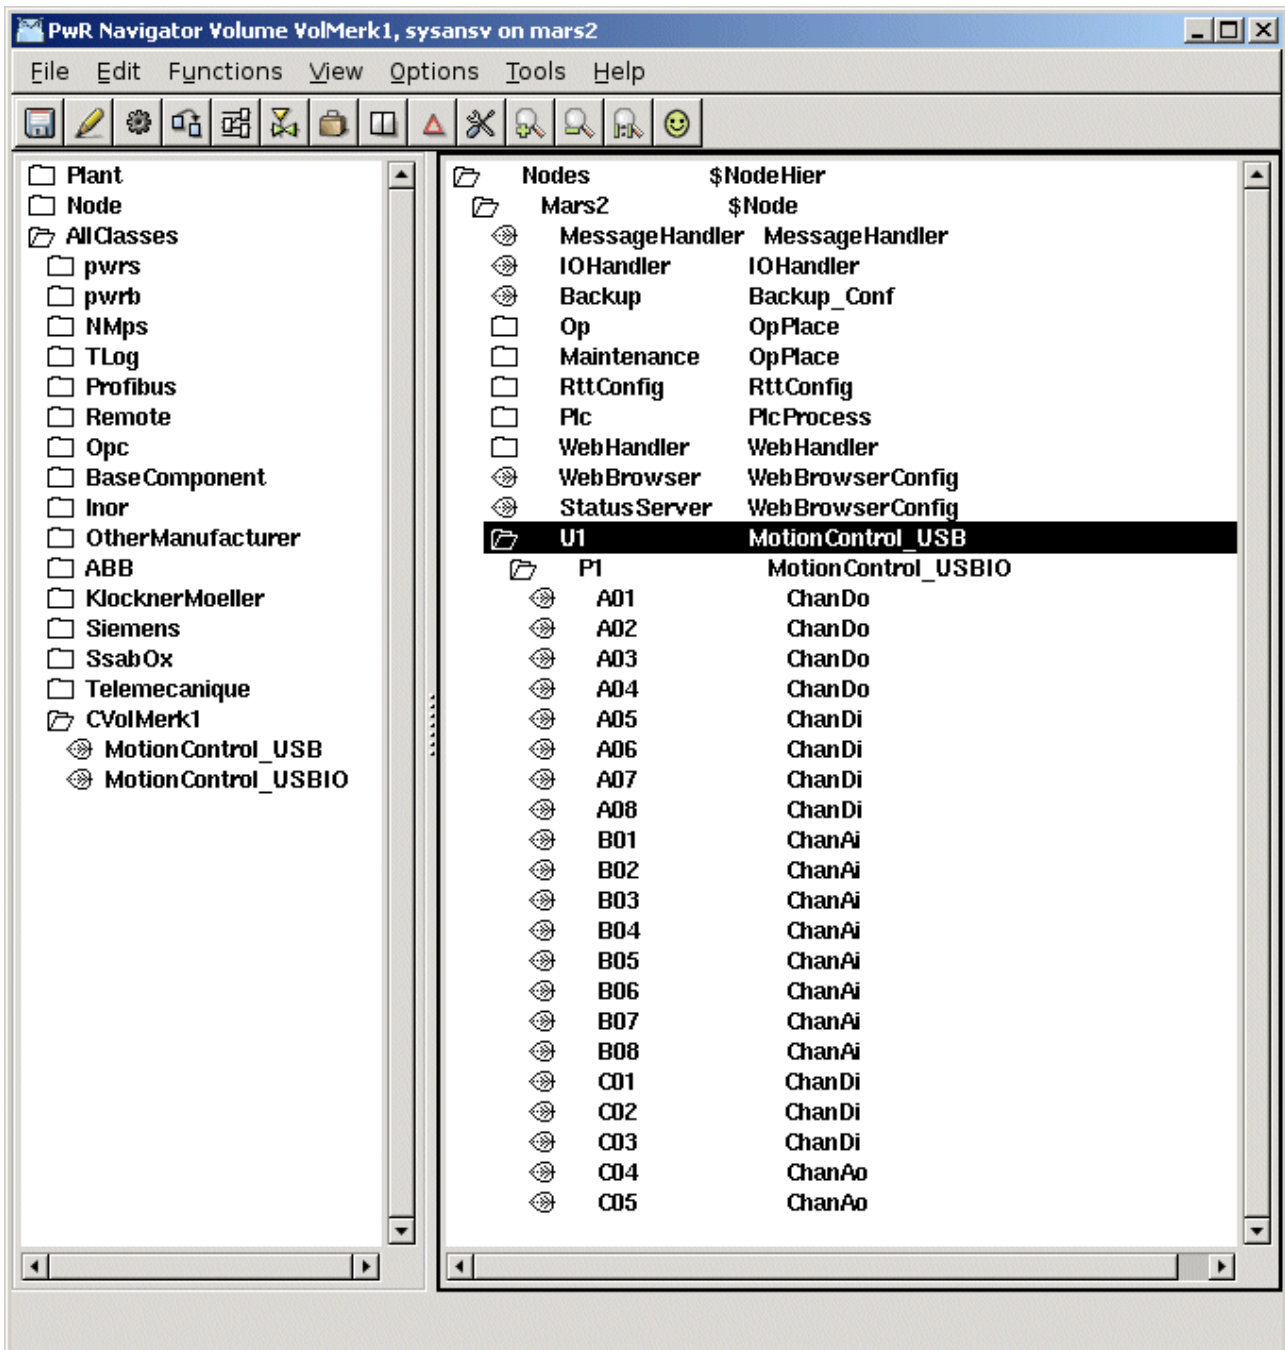 PwR Navigator Volume VolMerk1, sysansv on mars2
File Edit Functions View Options Tools Help
Plant
Node
AllClasses
pwrs
pwrb
NMps
TLog
Profibus
Remote
Opc
BaseComponent
Inor
OtherManufacturer
ABB
KlocknerMoeller
Siemens
SsabOx
Telemecanique
CVolMerk1
MotionControl_USB
MotionControl_USBIO
Nodes $NodeHier
Mars2 $Node
MessageHandler MessageHandler
IOHandler IOHandler
Backup Backup_Conf
Op OpPlace
Maintenance OpPlace
RttConfig RttConfig
Plc PlcProcess
WebHandler WebHandler
WebBrowser WebBrowserConfig
StatusServer WebBrowserConfig
U1 MotionControl_USB
P1 MotionControl_USBIO
A01 ChanDo
A02 ChanDo
A03 ChanDo
A04 ChanDo
A05 ChanDi
A06 ChanDi
A07 ChanDi
A08 ChanDi
B01 ChanAi
B02 ChanAi
B03 ChanAi
B04 ChanAi
B05 ChanAi
B06 ChanAi
B07 ChanAi
B08 ChanAi
C01 ChanDi
C02 ChanDi
C03 ChanDi
C04 ChanAo
C05 ChanAo